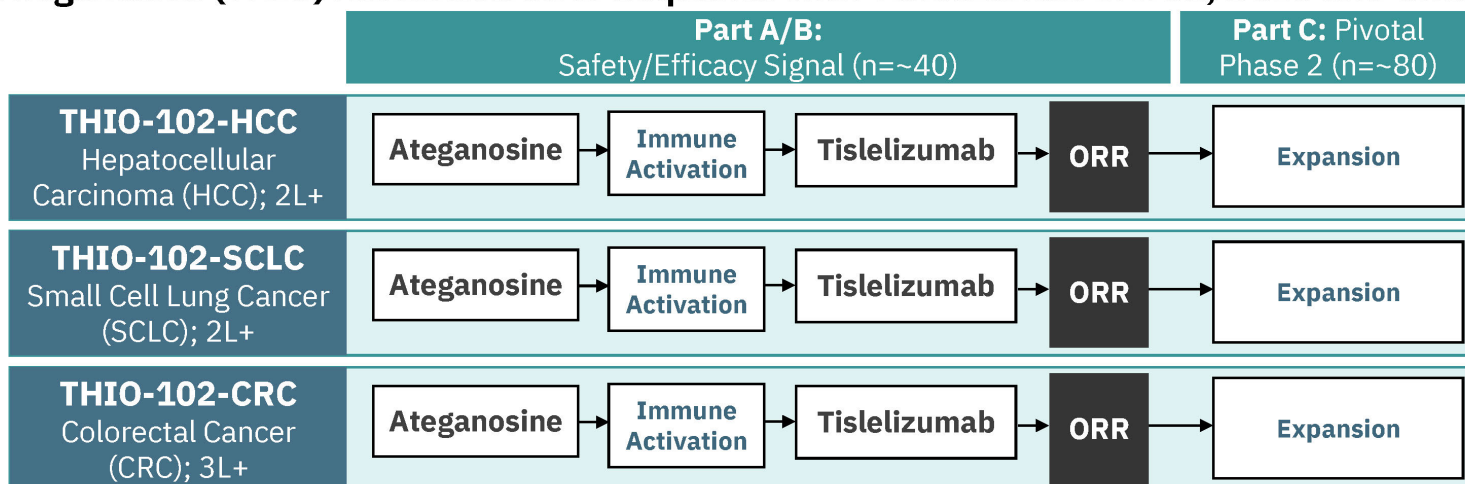 Part A/B:
Safety/Efficacy Signal (n=~40)
Part C: Pivotal
Phase 2 (n=~80)
THIO-102-HCC
Hepatocellular
Carcinoma (HCC); 2L+
Ateganosine
Immune
Activation
Tislelizumab
ORR
Expansion
THIO-102-SCLC
Small Cell Lung Cancer
(SCLC); 2L+
Ateganosine
Immune
Activation
Tislelizumab
ORR
Expansion
THIO-102-CRC
Colorectal Cancer
(CRC); 3L+
Ateganosine
Immune
Activation
Tislelizumab
ORR
Expansion